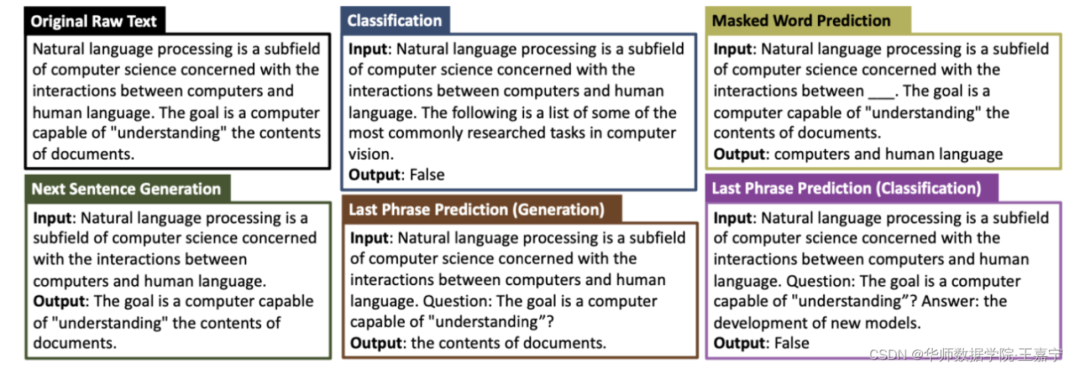 Original Raw Text
Natural language processing is a subfield
of computer science concerned with the
interactions between computers and
human language. The goal is a computer
capable of "understanding" the contents
of documents.
Classification
Input: Natural language processing is a subfield
of computer science concerned with the
interactions between computers and human
language. The following is a list of some of the
most commonly researched tasks in computer
vision.
Output: False
Masked Word Prediction
Input: Natural language processing is a subfield
of computer science concerned with the
interactions between ___. The goal is a
computer capable of "understanding" the
contents of documents.
Output: computers and human language
Next Sentence Generation
Input: Natural language processing is a
subfield of computer science concerned
with the interactions between
computers and human language.
Output: The goal is a computer capable
of "understanding" the contents of
documents.
Last Phrase Prediction (Generation)
Input: Natural language processing is a subfield
of computer science concerned with the
interactions between computers and human
language. Question: The goal is a computer
capable of "understanding”?
Output: the contents of documents.
Last Phrase Prediction (Classification)
Input: Natural language processing is a subfield
of computer science concerned with the
interactions between computers and human
language. Question: The goal is a computer
capable of "understanding”? Answer: the
development of new models.
Output: False
CSDN @华师数据学院·王嘉宁